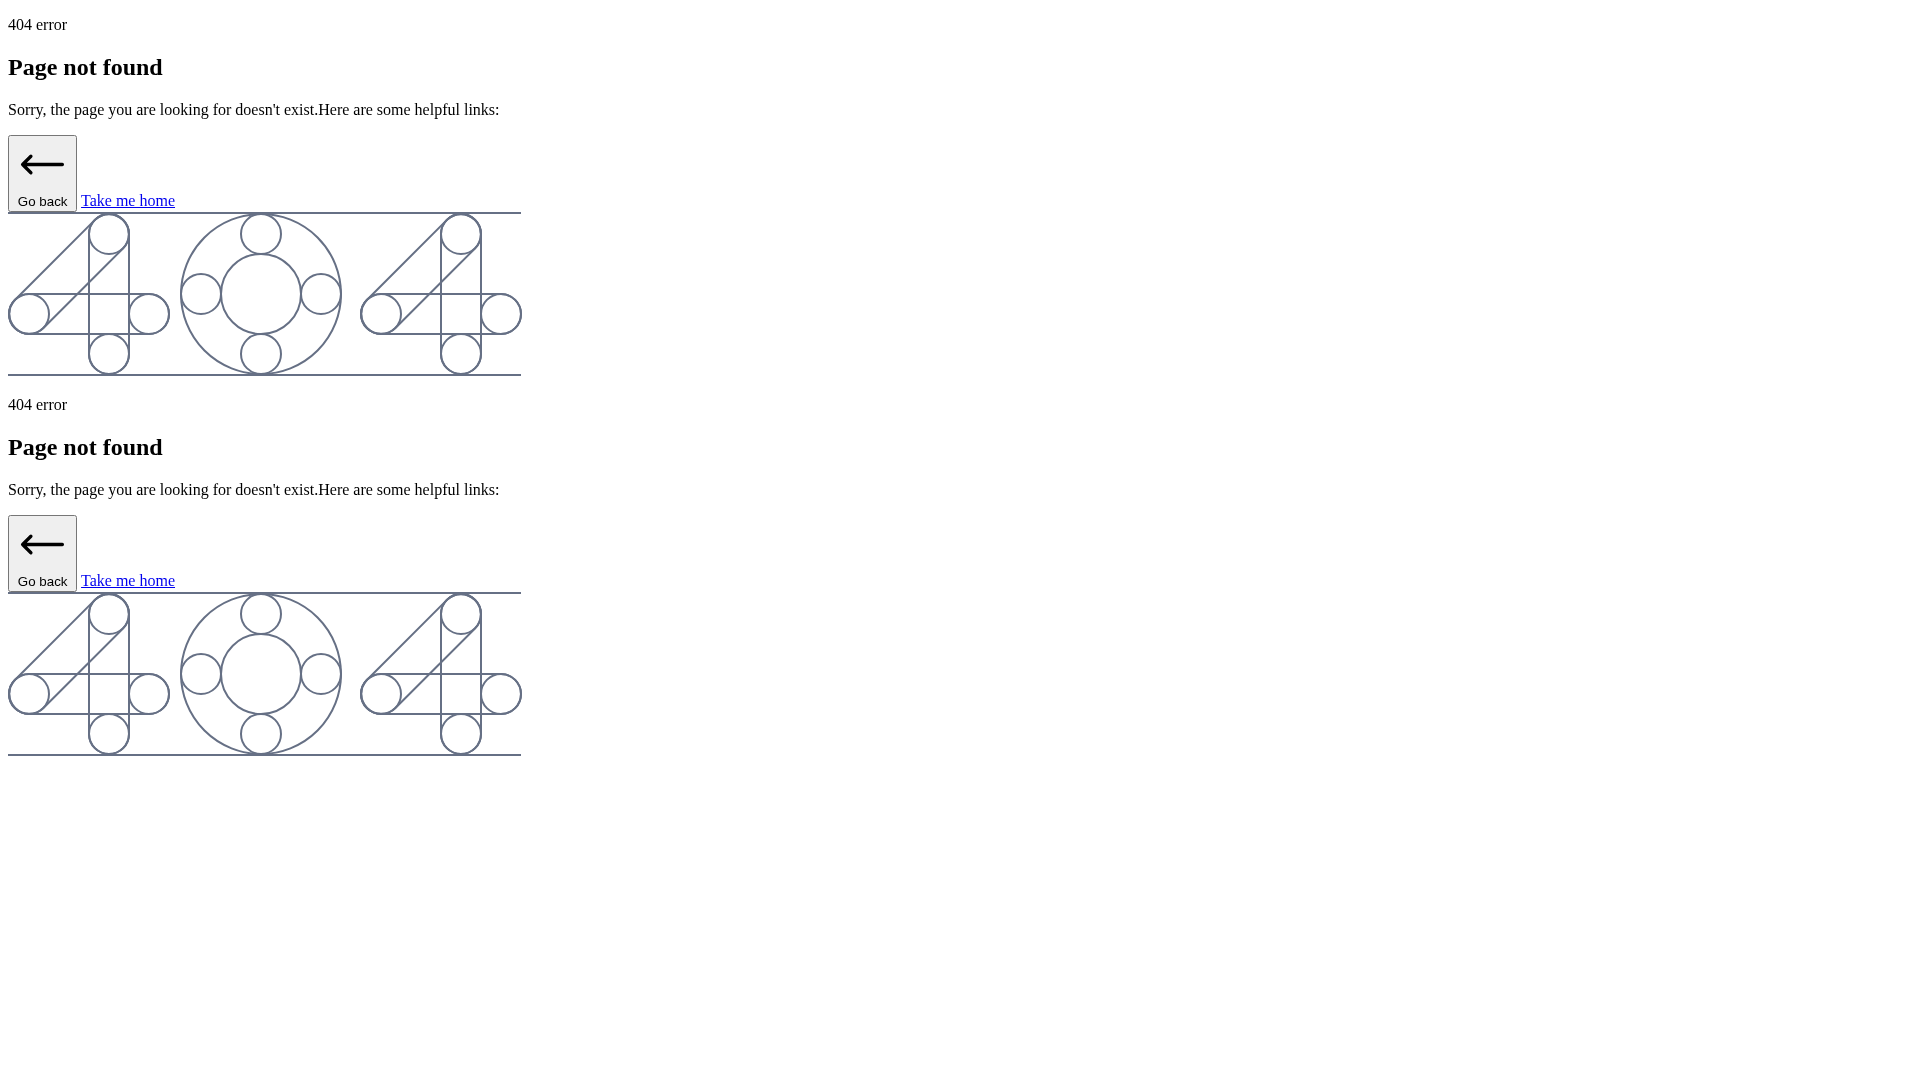 404 error
Page not found
Sorry, the page you are looking for doesn't exist.Here are some helpful links:
Go back Take me home
404
404 error
Page not found
Sorry, the page you are looking for doesn't exist.Here are some helpful links:
Go back Take me home
404